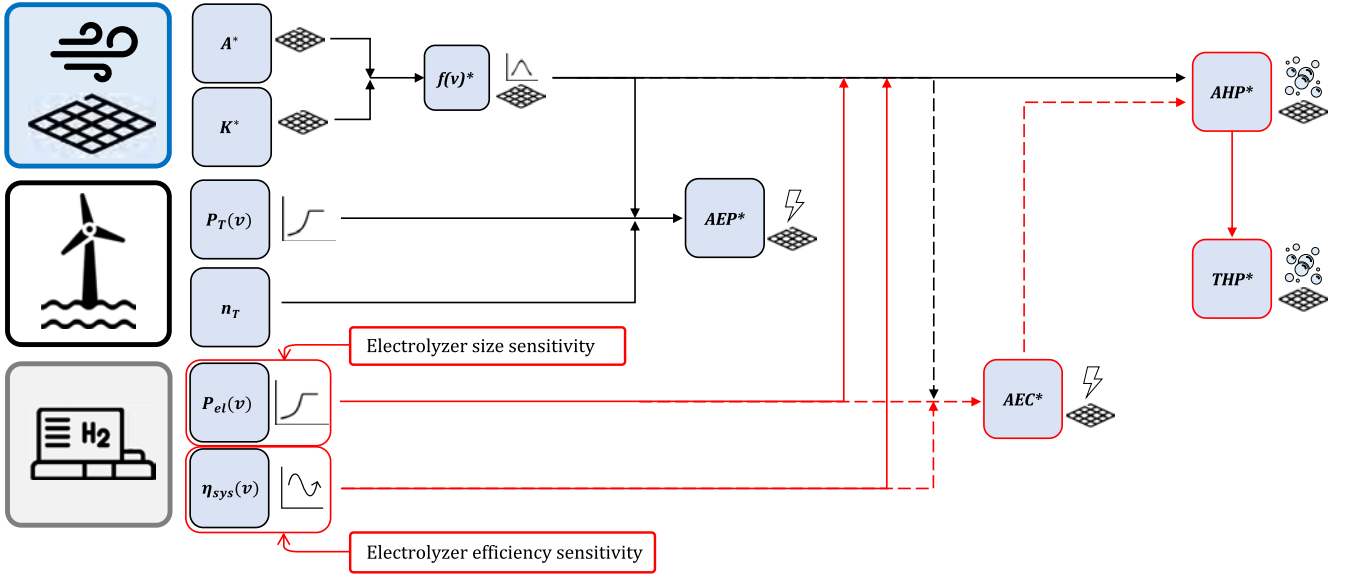 A*
K*
f(v)*
P_T(v)
AEP*
n_T
AHP*
THP*
Electrolyzer size sensitivity
P_el(v)
AEC*
H2
η_sys(v)
Electrolyzer efficiency sensitivity